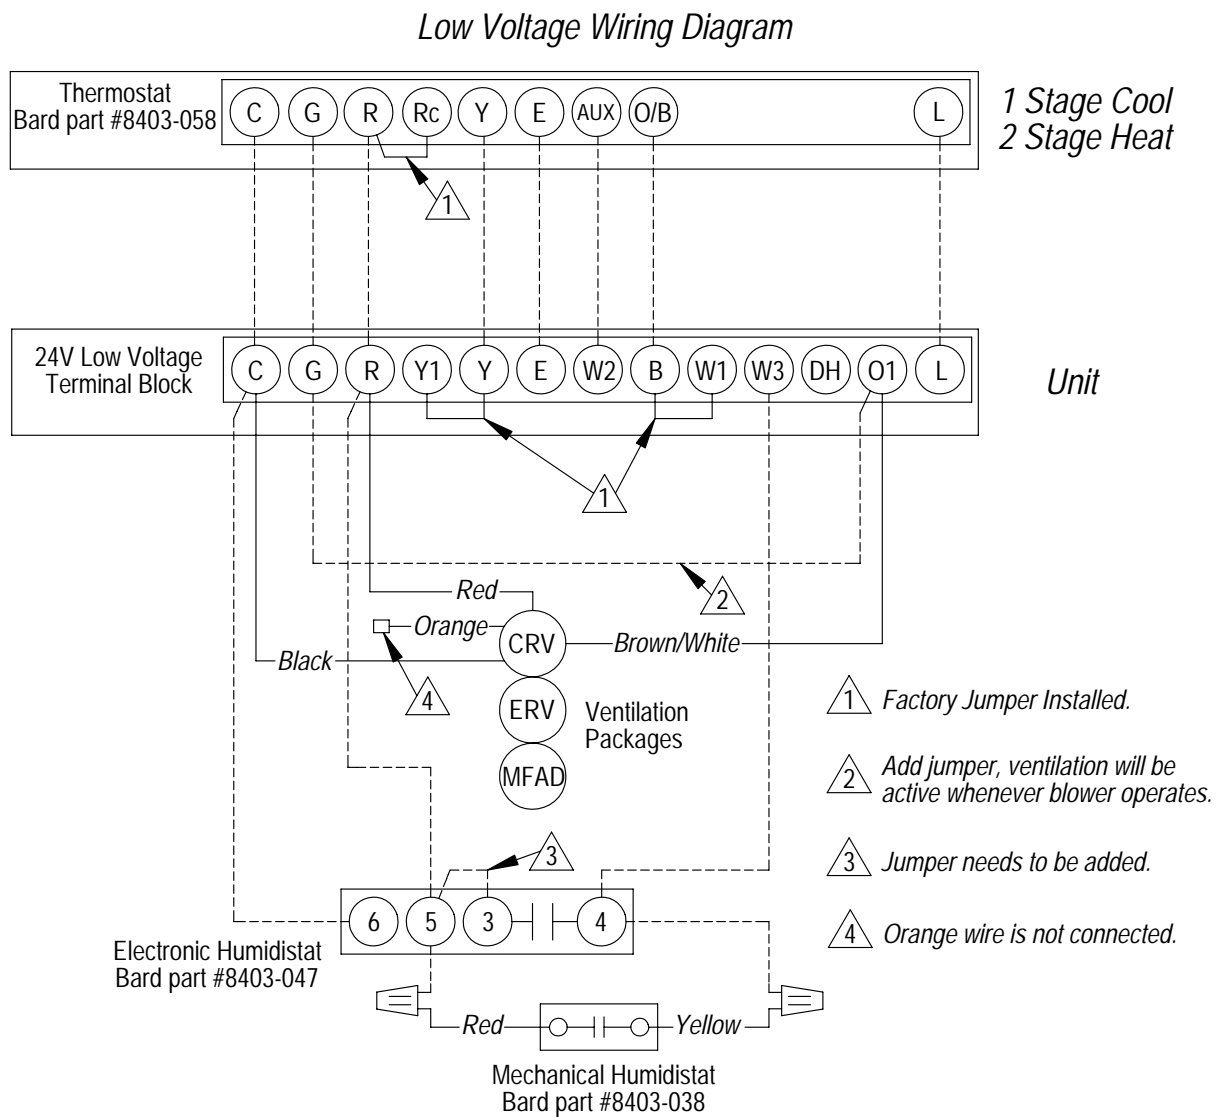 Low Voltage Wiring Diagram
Thermostat
Bard part #8403-058
C G R Rc Y E AUX O/B L
1 Stage Cool
2 Stage Heat
1
24V Low Voltage
Terminal Block
C G R Y1 Y E W2 B W1 W3 DH O1 L
Unit
1
2
Red
Orange
CRV
Brown/White
Black
4
ERV
Ventilation
Packages
MFAD
1 Factory Jumper Installed.
2 Add jumper, ventilation will be
active whenever blower operates.
3
3 Jumper needs to be added.
6 5 3 4
4 Orange wire is not connected.
Electronic Humidistat
Bard part #8403-047
Red
Yellow
Mechanical Humidistat
Bard part #8403-038